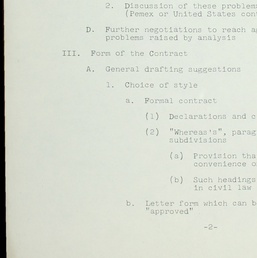 2. Discussion of these problem
(Pemex or United States con
D. Further negotiations to reach a
problems raised by analysis
III. Form of the Contract
A. General drafting suggestions
1. Choice of style
a. Formal contract
(1) Declarations and c
(2) "Whereas's", parag
subdivisions
(a) Provision tha
convenience o
(b) Such headings
in civil law
b. Letter form which can b
"approved"
-2-